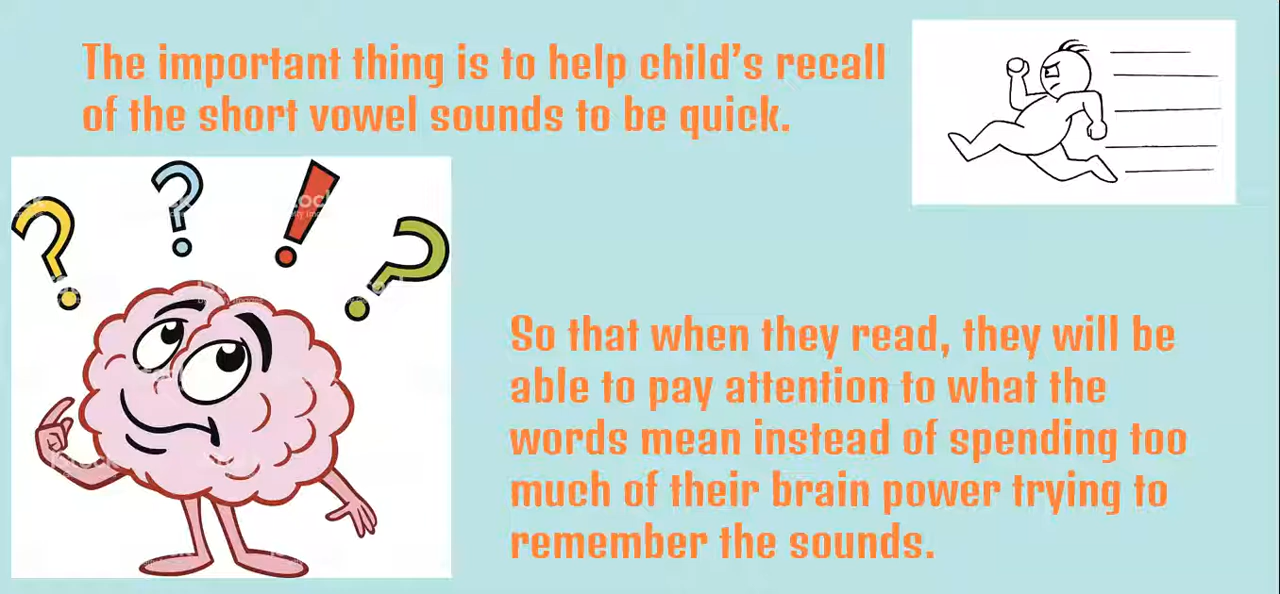 The important thing is to help child's recall
of the short vowel sounds to be quick.
So that when they read, they will be
able to pay attention to what the
words mean instead of spending too
much of their brain power trying to
remember the sounds.